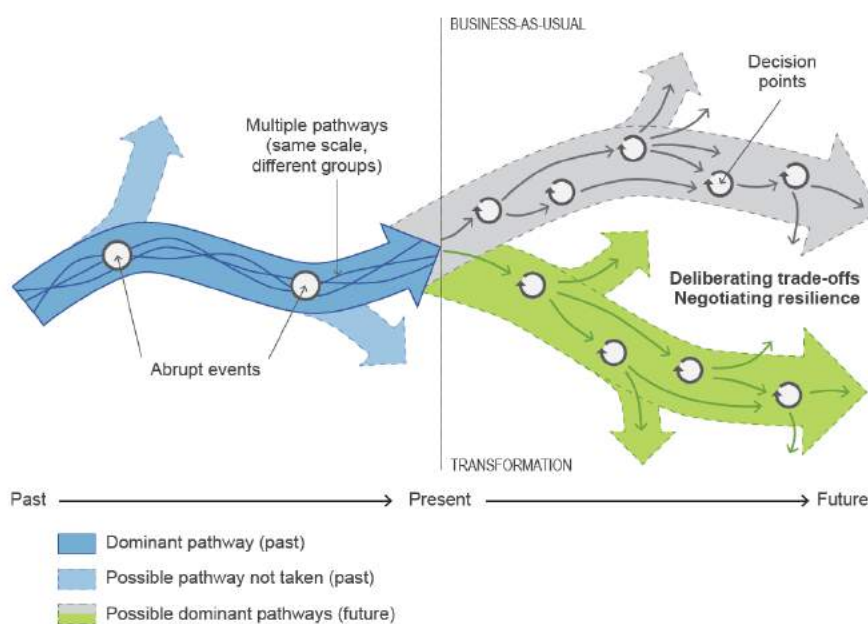 BUSINESS-AS-USUAL
Decision
points
Multiple pathways
(same scale,
different groups)
Deliberating trade-offs
Negotiating resilience
Abrupt events
TRANSFORMATION
Past
Present
Future
Dominant pathway (past)
Possible pathway not taken (past)
Possible dominant pathways (future)